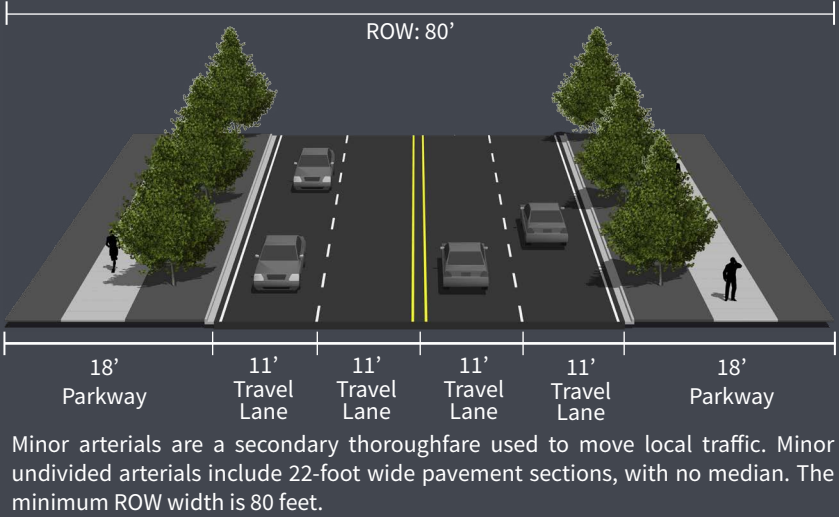 ROW: 80’
18’
Parkway
11’
Travel
Lane
11’
Travel
Lane
11’
Travel
Lane
11’
Travel
Lane
18’
Parkway
Minor arterials are a secondary thoroughfare used to move local traffic. Minor
undivided arterials include 22-foot wide pavement sections, with no median. The
minimum ROW width is 80 feet.